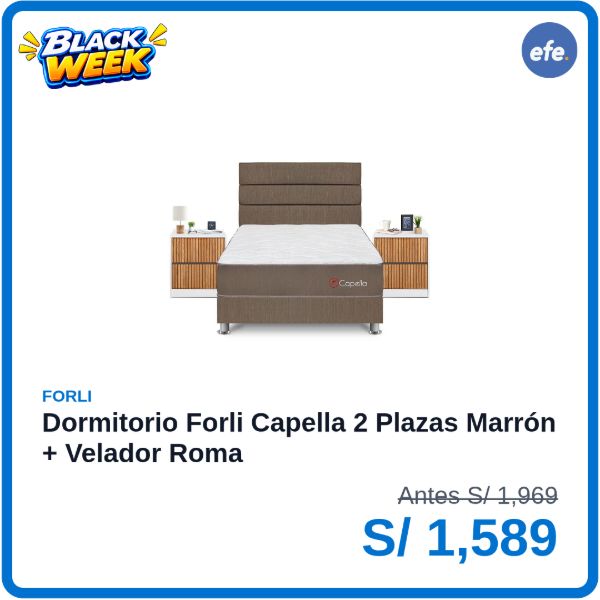 BLACK
WEEK
efe.
Capella
FORLI
Dormitorio Forli Capella 2 Plazas Marrón
+ Velador Roma
Antes S/ 1,969
S/ 1,589